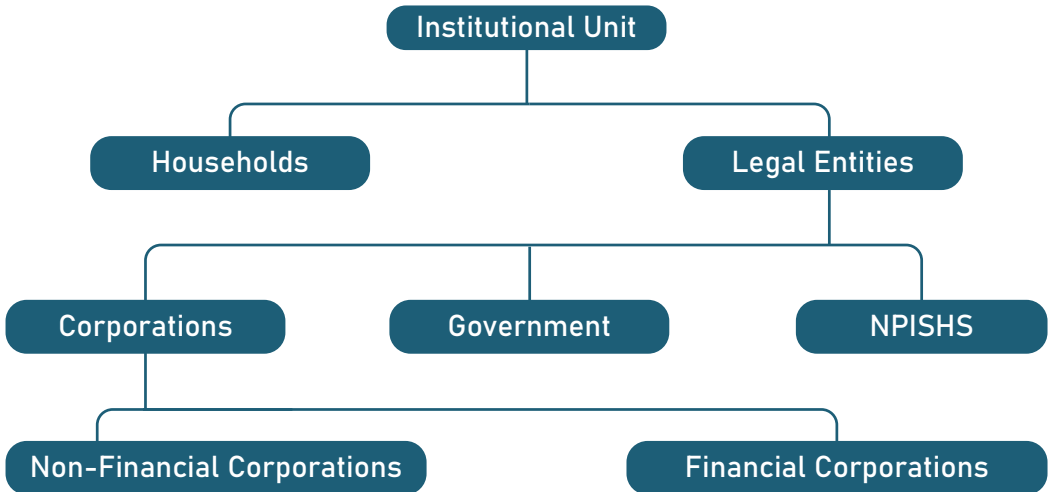 Institutional Unit
Households
Legal Entities
Corporations
Government
NPISHS
Non-Financial Corporations
Financial Corporations